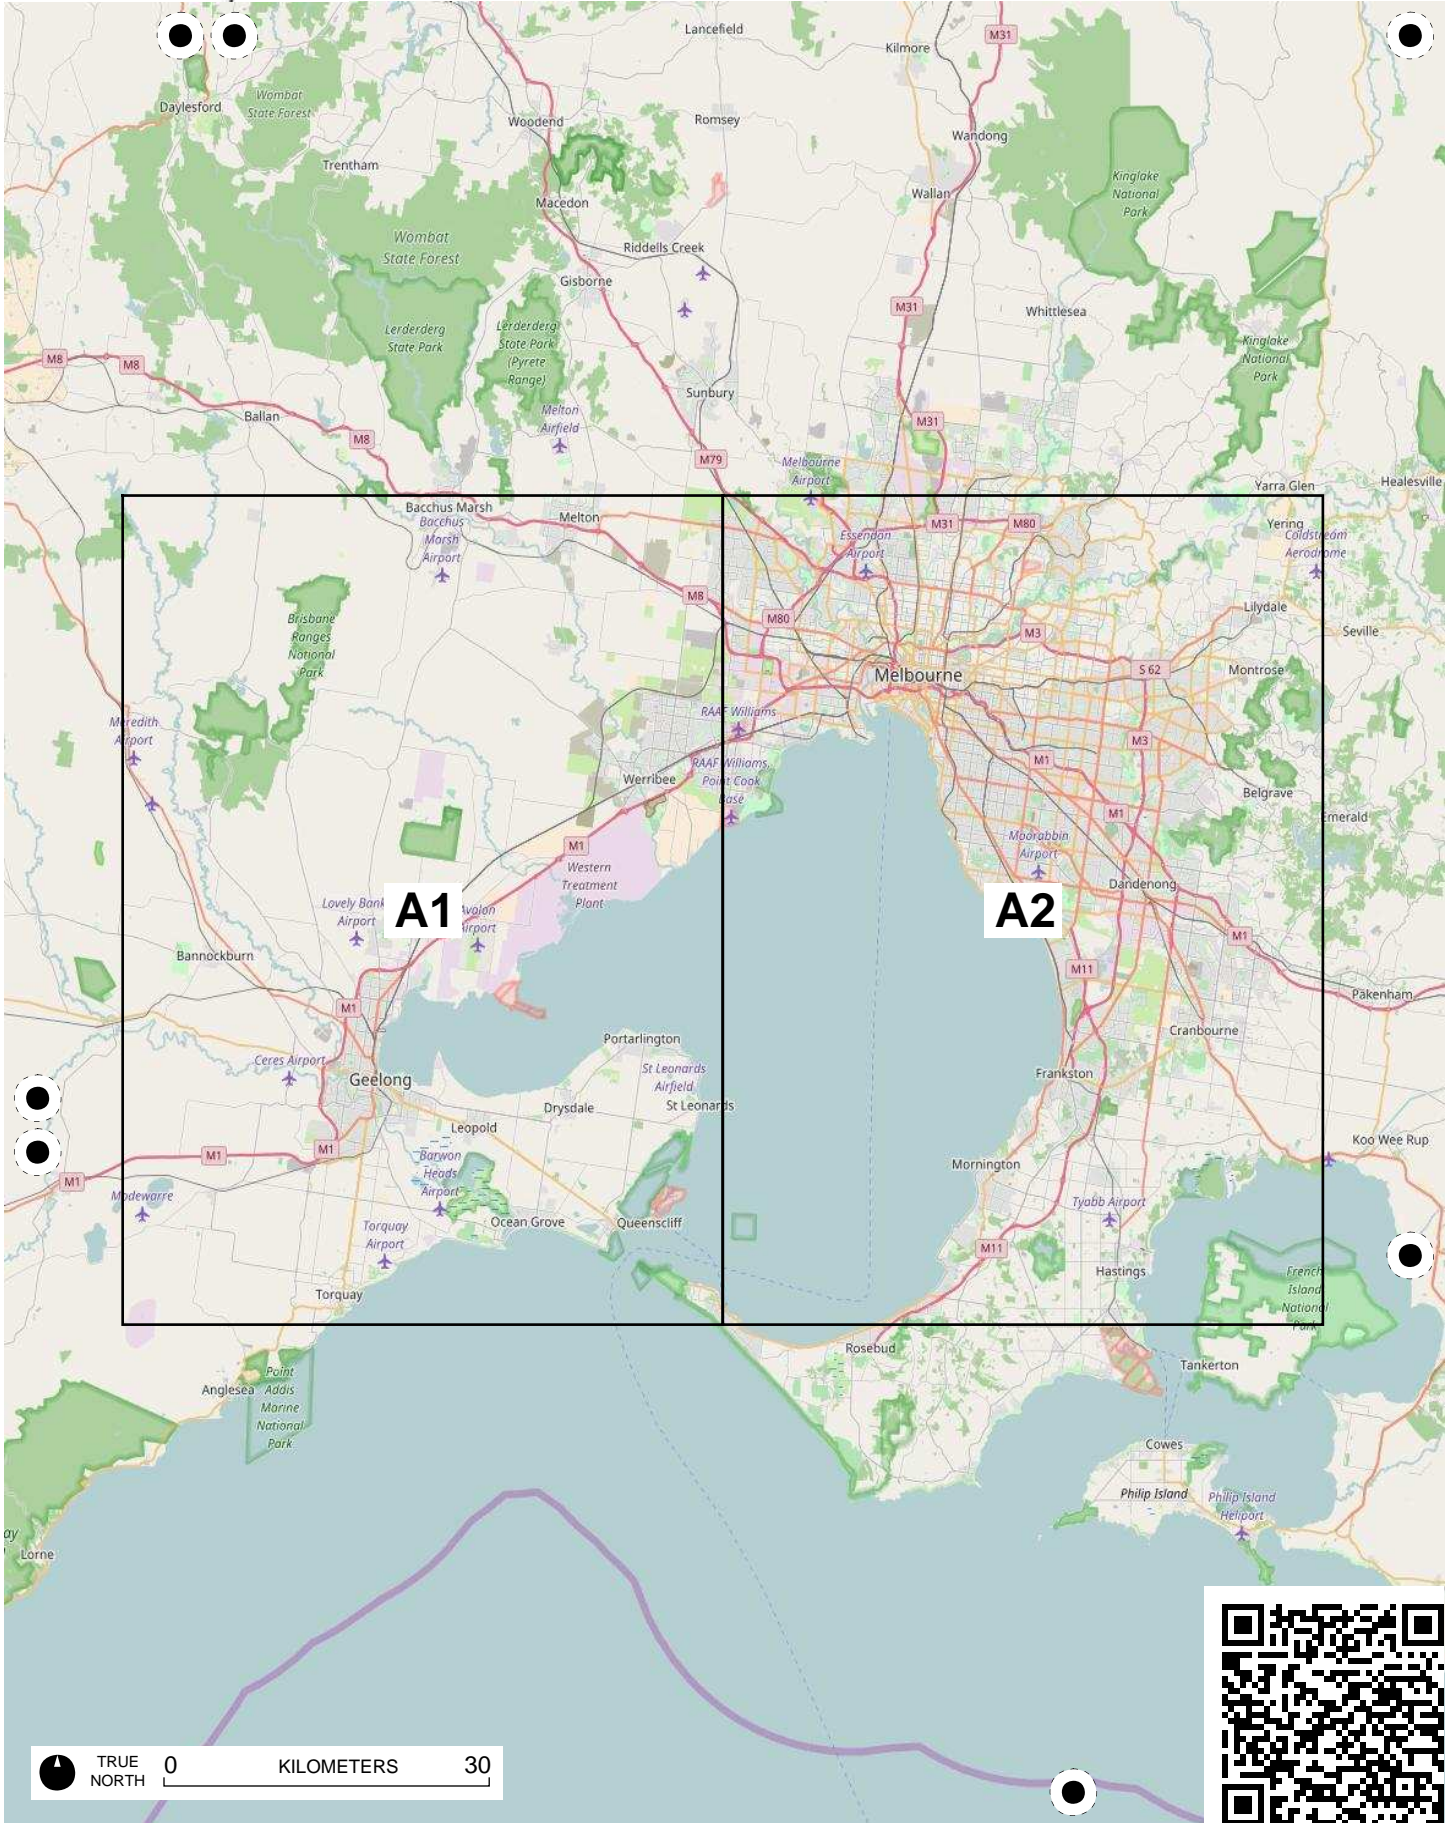 Lancefield
M31
Kilmore
Wombat
State Forest
Daylesford
Woodend
Romsey
Wandong
Trentham
Kinglake
National
Park
Wallan
Macedon
Wombat
State Forest
Riddells Creek
Gisborne
M31
Whittlesea
Lerderderg
State Park
Lerderderg
State Park
(Pyrete
Range)
Kinglake
National
Park
M8
M8
Sunbury
Ballan
Melton
Airfield
M31
M8
M79
Melbourne
Airport
Yarra Glen
Healesville
Bacchus Marsh
Melton
Bacchus
Marsh
Airport
M31
M80
Yering
Essendon
Airport
Coldstream
Aerodrome
M8
Lilydale
Brisbane
Ranges
National
Park
M80
M3
Seville
Melbourne
S 62
Montrose
Meredith
Airport
RAAF Williams
M3
RAAF Williams,
Point Cook
Base
M1
Werribee
Belgrave
M1
Emerald
M1
Moorabbin
Airport
Western
Treatment
Plant
Dandenong
Lovely Bank
Airport
A1
Avalon
Airport
A2
M1
Bannockburn
M11
Pakenham
M1
Cranbourne
Portarlington
Ceres Airport
Geelong
St Leonards
Airfield
Frankston
Drysdale
St Leonards
Leopold
Koo Wee Rup
M1
M1
M1
Barwon
Heads
Airport
Mornington
Modewarre
Tyabb Airport
Torquay
Airport
Ocean Grove
Queenscliff
M11
Hastings
French
Island
National
Park
Torquay
Rosebud
Tankerton
Point
Addis
Marine
National
Park
Anglesea
Cowes
Philip Island
Philip Island
Heliport
ay
Lorne
TRUE
NORTH
0 KILOMETERS 30